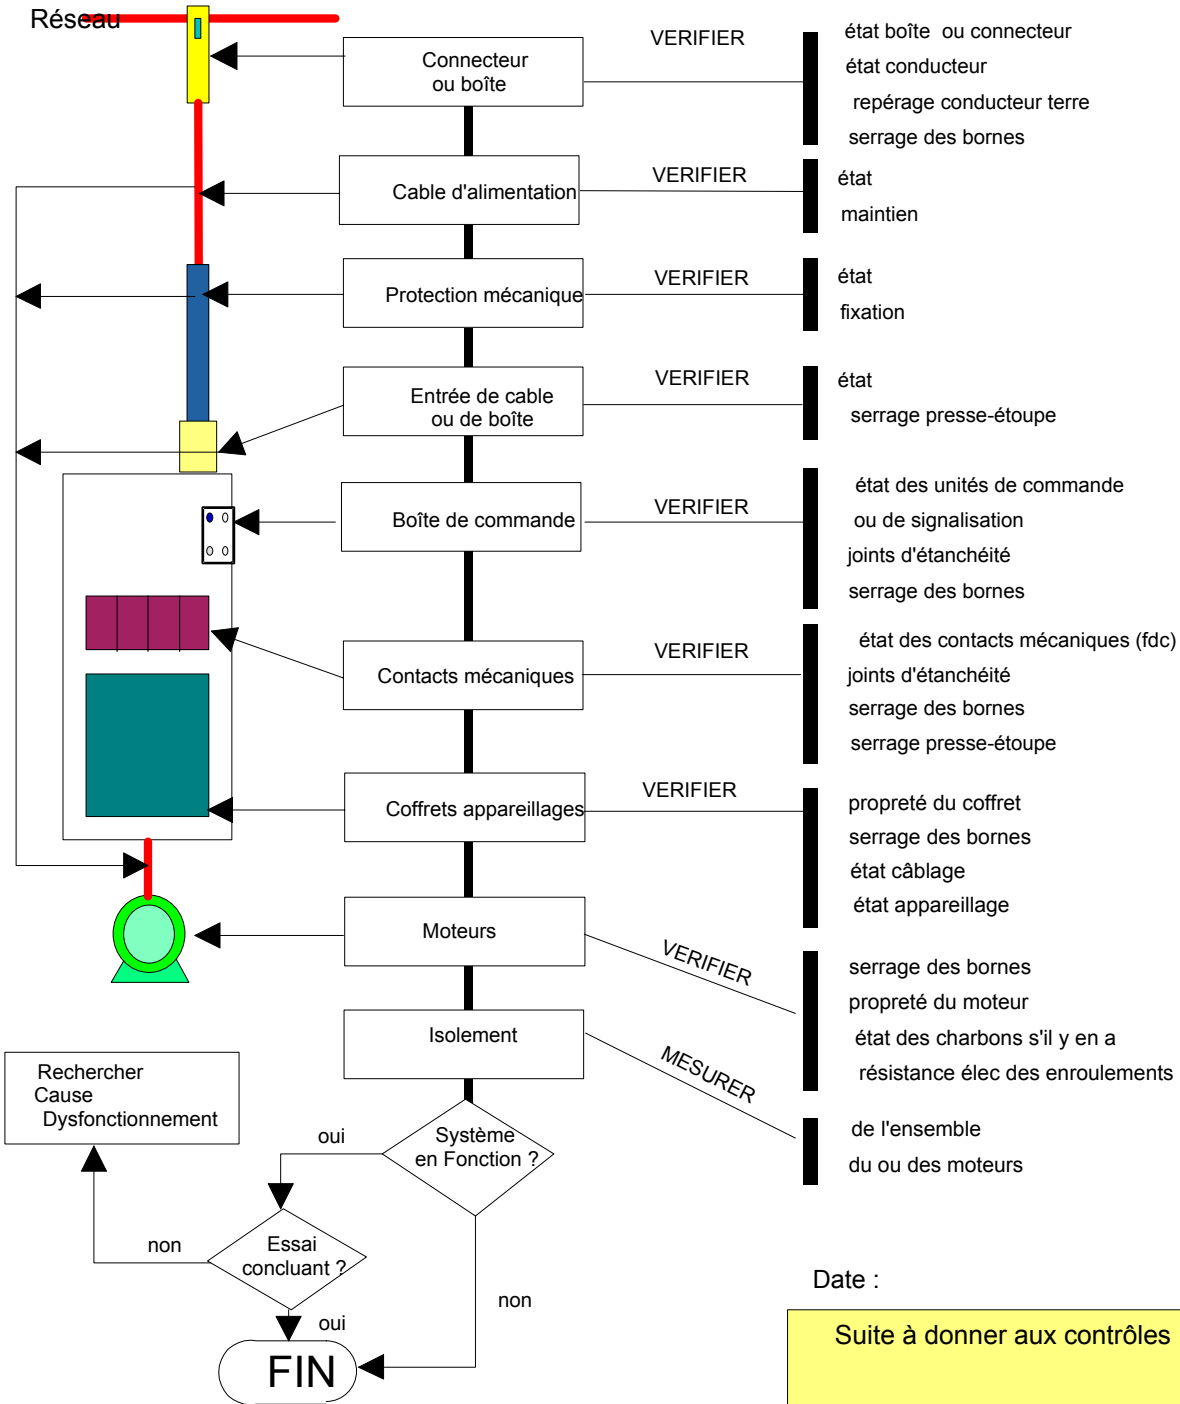 Réseau
Connecteur
ou boîte
VERIFIER
état boîte ou connecteur
état conducteur
repérage conducteur terre
serrage des bornes
Cable d'alimentation
VERIFIER
état
maintien
Protection mécanique
VERIFIER
état
fixation
Entrée de cable
ou de boîte
VERIFIER
état
serrage presse-étoupe
Boîte de commande
VERIFIER
état des unités de commande
ou de signalisation
joints d'étanchéité
serrage des bornes
Contacts mécaniques
VERIFIER
état des contacts mécaniques (fdc)
joints d'étanchéité
serrage des bornes
serrage presse-étoupe
Coffrets appareillages
VERIFIER
propreté du coffret
serrage des bornes
état câblage
état appareillage
Moteurs
VERIFIER
serrage des bornes
propreté du moteur
état des charbons s'il y en a
résistance élec des enroulements
Isolement
MESURER
de l'ensemble
du ou des moteurs
Rechercher
Cause
Dysfonctionnement
oui
Système
en Fonction ?
non
Essai
concluant ?
non
oui
FIN
Date :
Suite à donner aux contrôles